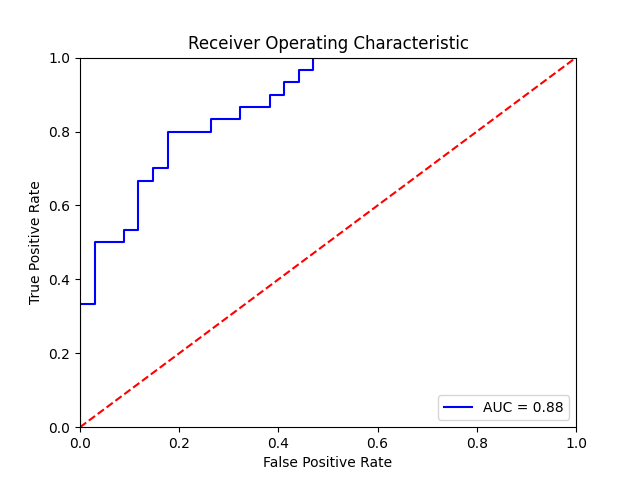 Receiver Operating Characteristic
1.0
0.8
0.6
0.4
0.2
0.0
True Positive Rate
AUC = 0.88
0.0 0.2 0.4 0.6 0.8 1.0
False Positive Rate